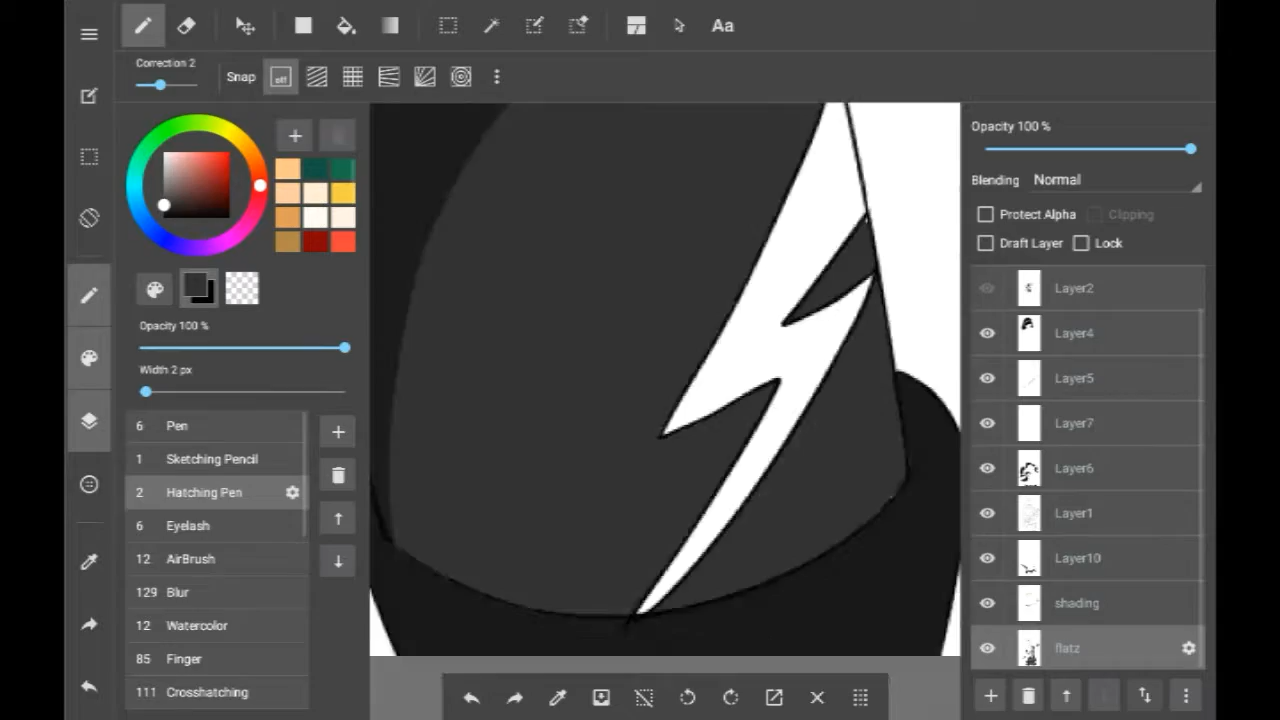 Aa
Correction 2
Snap
off
Opacity 100 %
Width 2 px
6 Pen
1 Sketching Pencil
2 Hatching Pen
6 Eyelash
12 AirBrush
129 Blur
12 Watercolor
85 Finger
111 Crosshatching
Opacity 100 %
Blending Normal
Protect Alpha Clipping
Draft Layer Lock
Layer2
Layer4
Layer5
Layer7
Layer6
Layer1
Layer10
shading
flatz